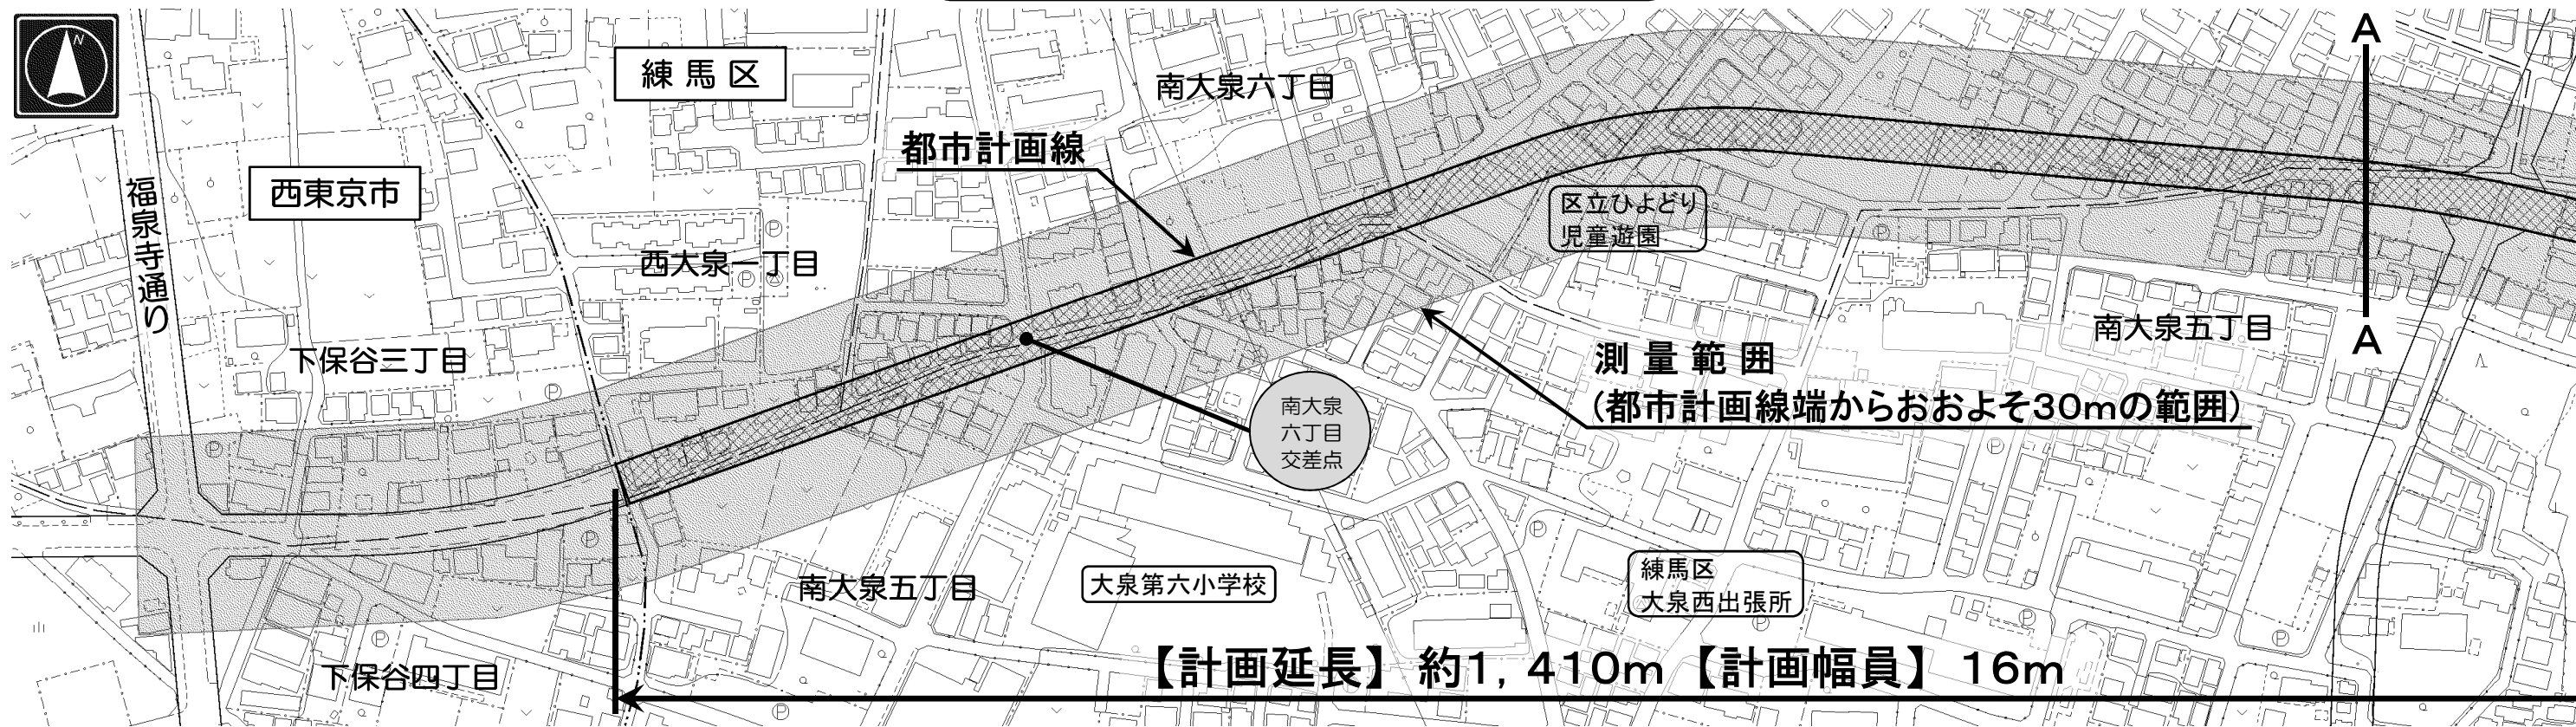 N
練馬区
南大泉六丁目
A
都市計画線
西東京市
福泉寺通り
区立ひよどり
児童遊園
西大泉一丁目
南大泉五丁目
A
下保谷三丁目
測量範囲
(都市計画線端からおおよそ30mの範囲)
南大泉
六丁目
交差点
南大泉五丁目
大泉第六小学校
練馬区
大泉西出張所
下保谷四丁目
【計画延長】約1,410m【計画幅員】16m